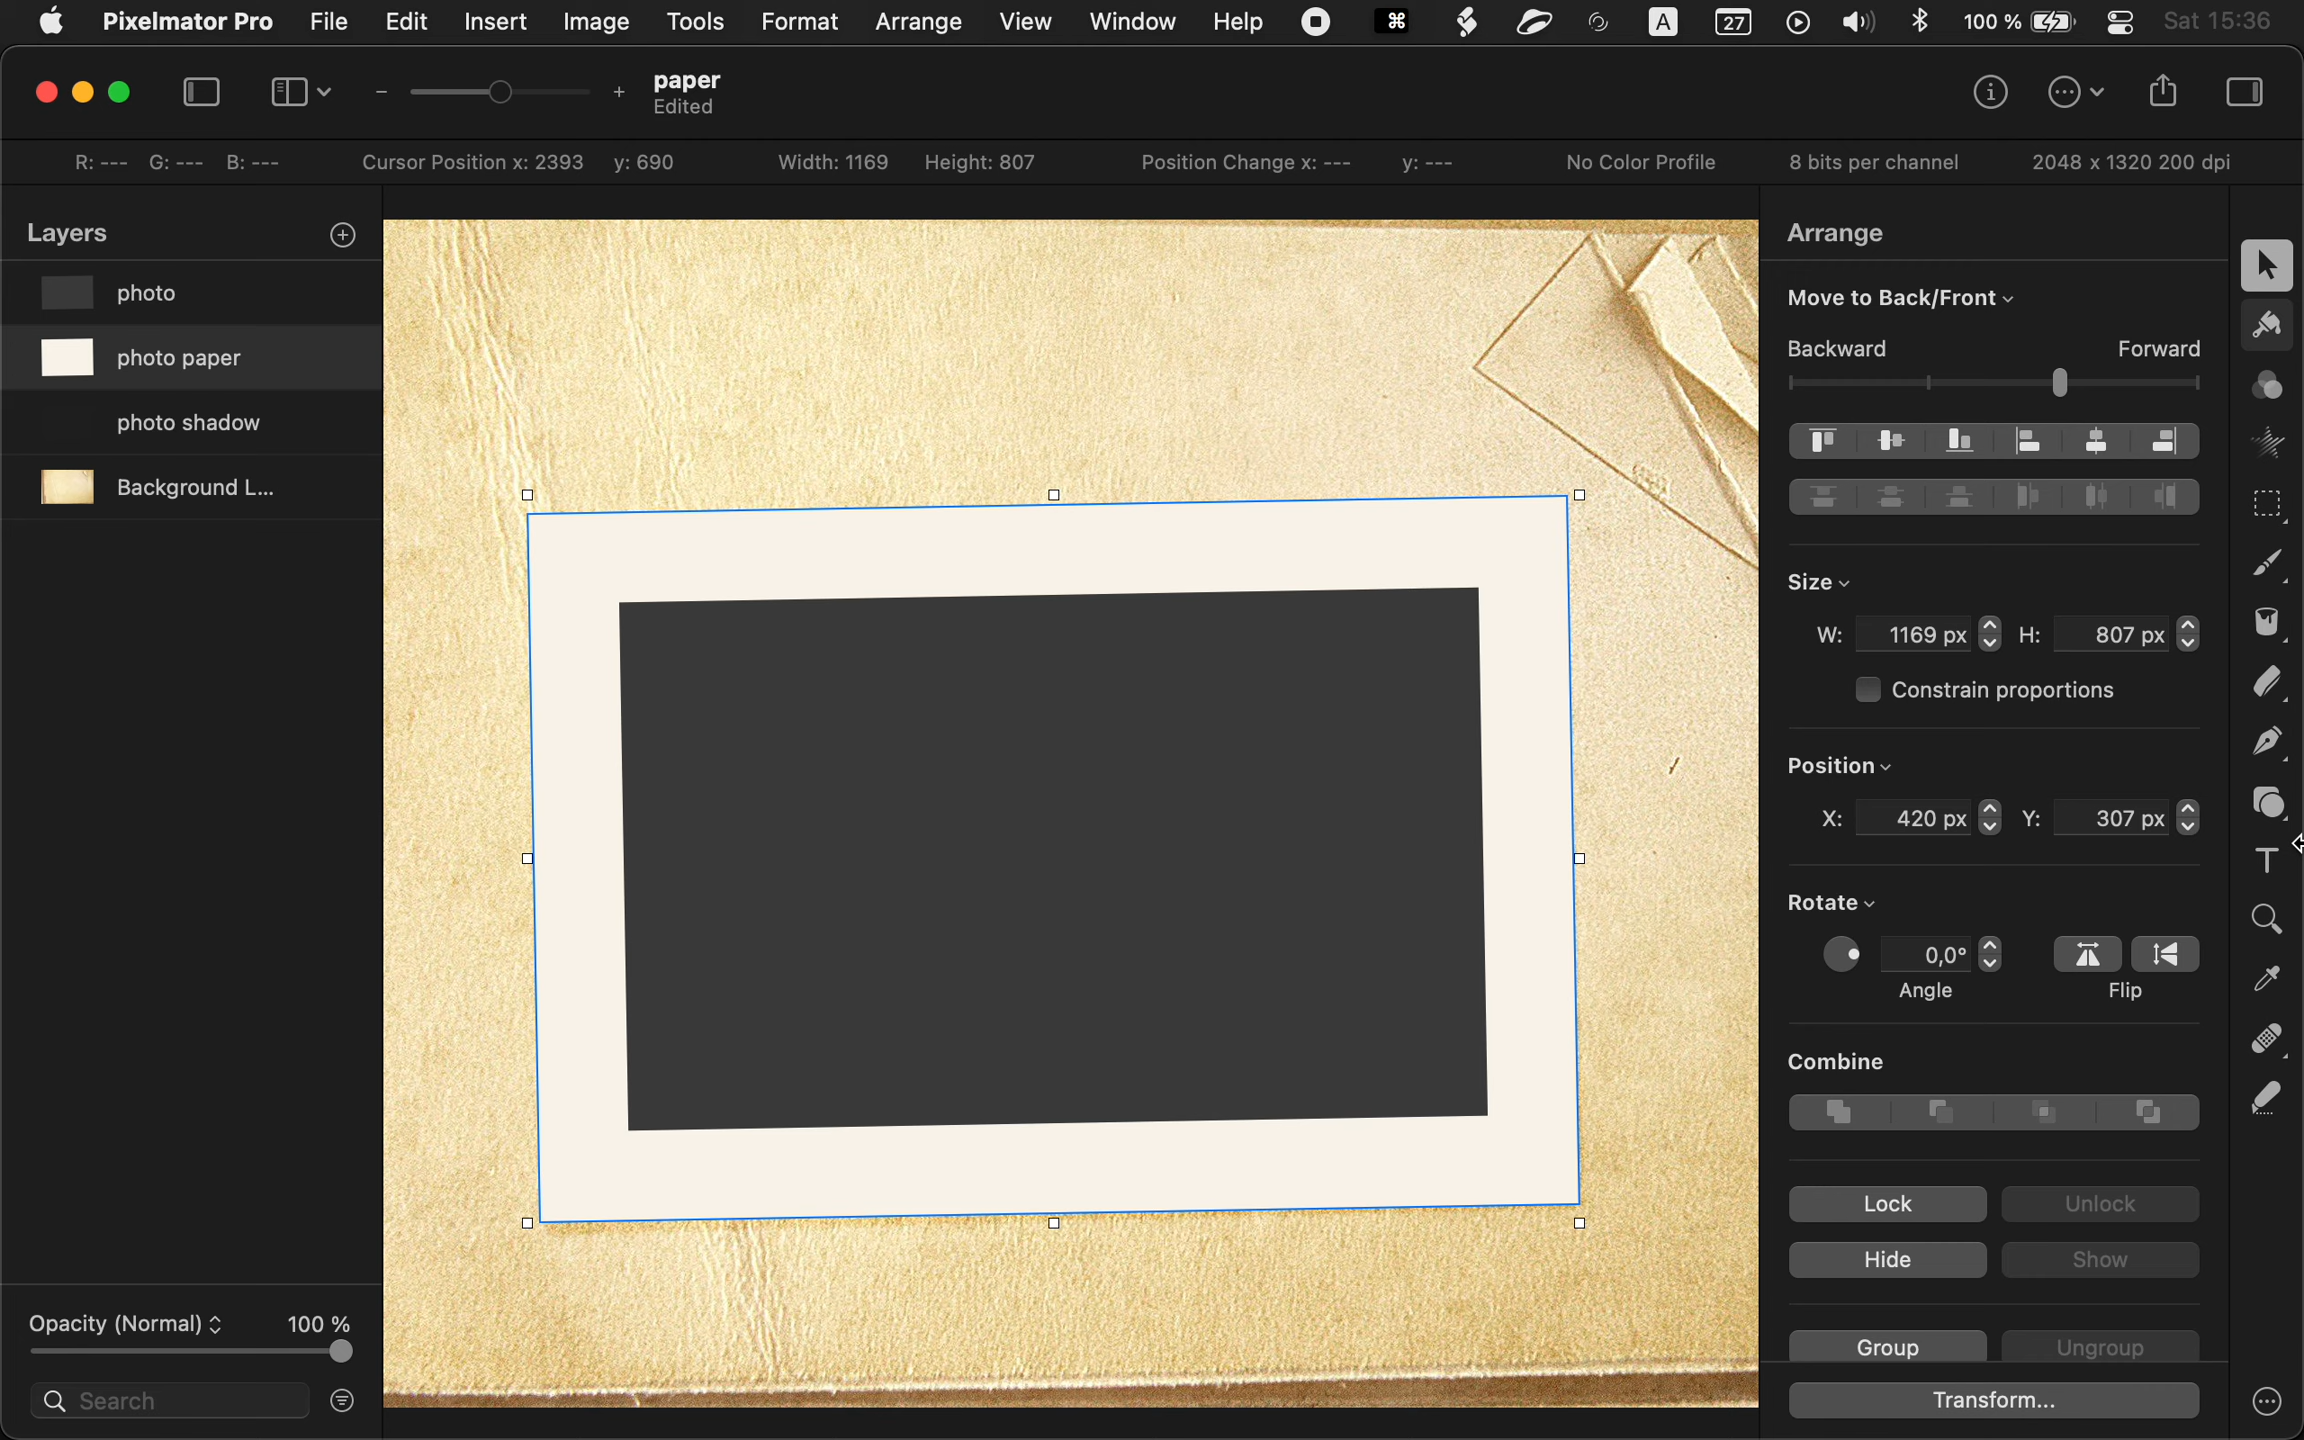 Pixelmator Pro File Edit Insert Image Tools Format Arrange View Window Help A 27 100 % Sat 15:36
paper
Edited
R: --- G: --- B: --- Cursor Position x: 2393 y: 690 Width: 1169 Height: 807 Position Change x: --- y: --- No Color Profile 8 bits per channel 2048 x 1320 200 dpi
Layers
photo
photo paper
photo shadow
Background L...
Opacity (Normal) 100 %
Search
Arrange
Move to Back/Front
Backward Forward
Size
W: 1169 px H: 807 px
Constrain proportions
Position
X: 420 px Y: 307 px
Rotate
0,0°
Angle Flip
Combine
Lock Unlock
Hide Show
Group Ungroup
Transform...